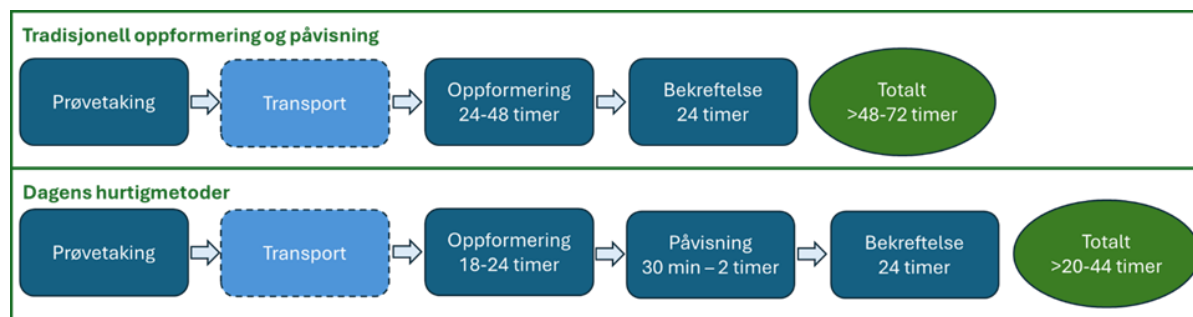 Tradisjonell oppformering og påvisning
Prøvetaking
Transport
Oppformering
24-48 timer
Bekreftelse
24 timer
Totalt
>48-72 timer
Dagens hurtigmetoder
Prøvetaking
Transport
Oppformering
18-24 timer
Påvisning
30 min – 2 timer
Bekreftelse
24 timer
Totalt
>20-44 timer